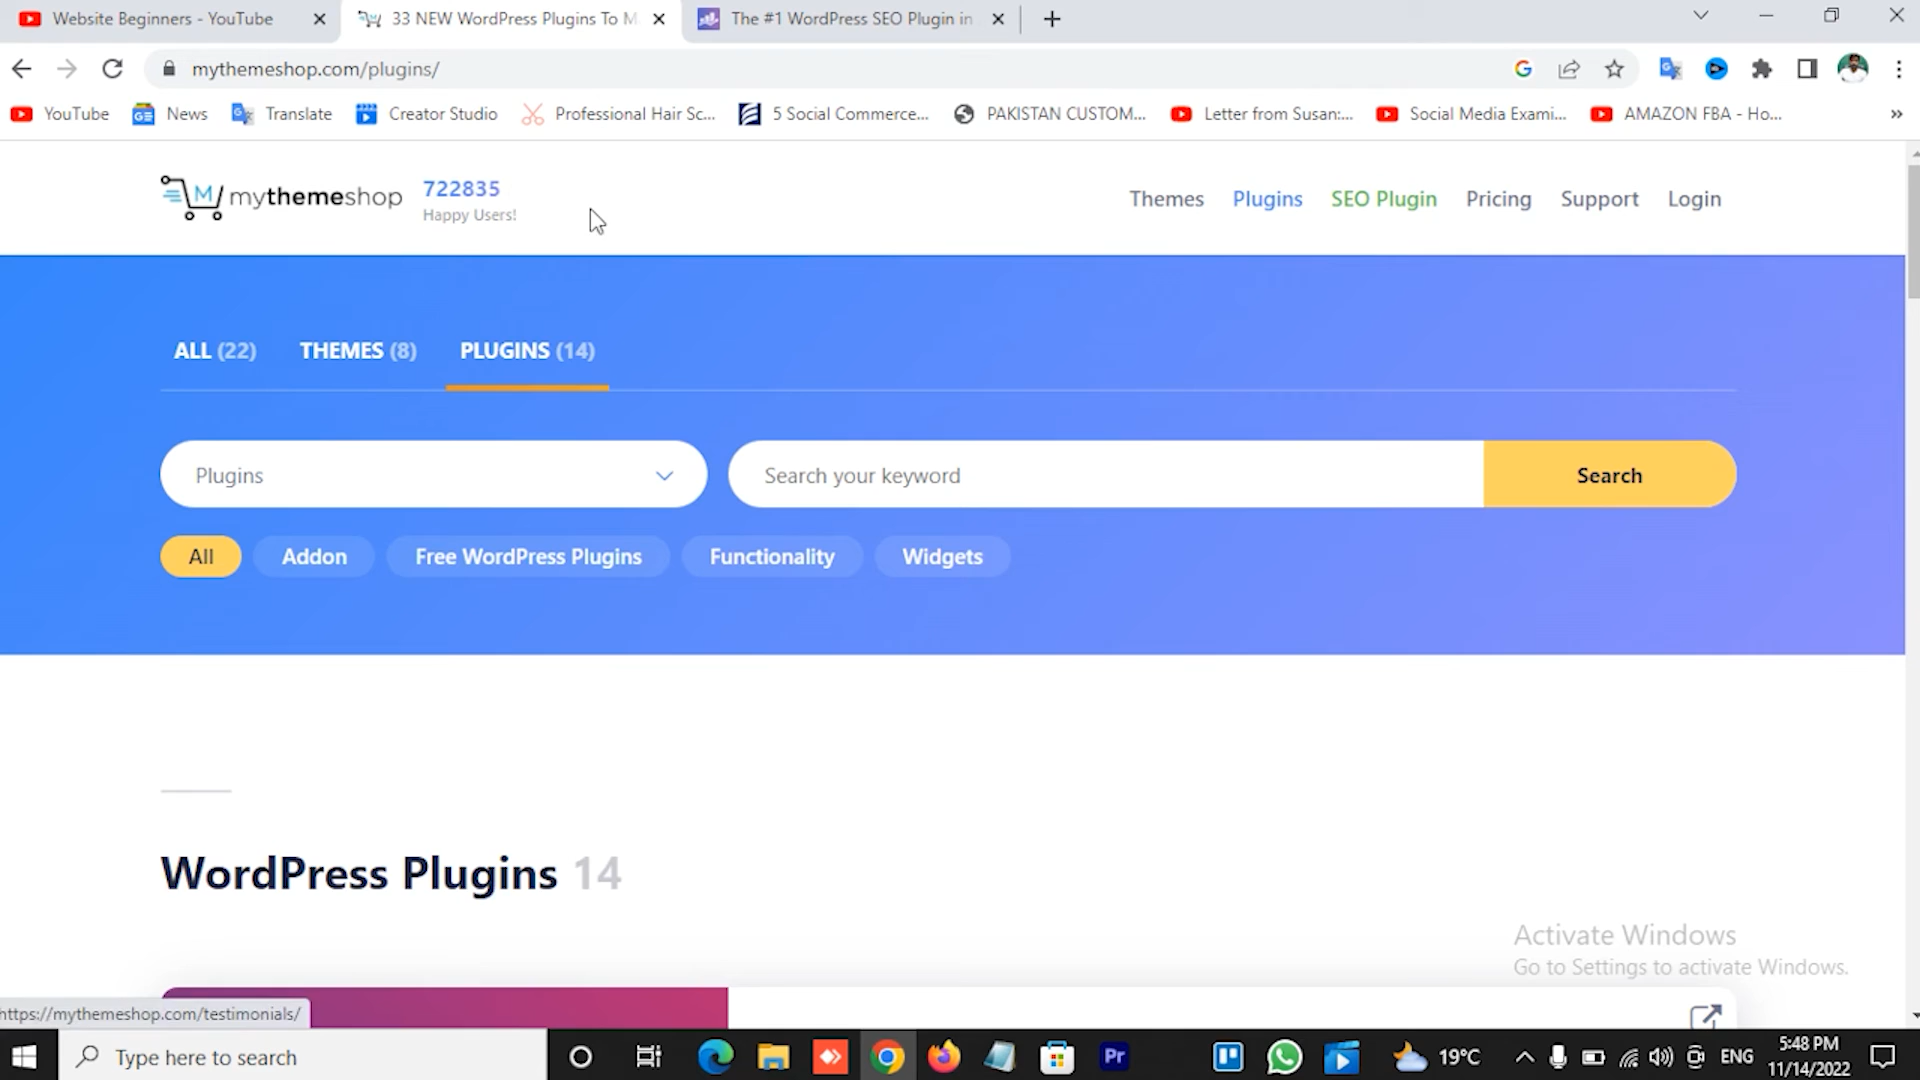 Website Beginners - YouTube
33 NEW WordPress Plugins To M
The #1 WordPress SEO Plugin in
mythemeshop.com/plugins/
YouTube
News
Translate
Creator Studio
Professional Hair Sc...
5 Social Commerce...
PAKISTAN CUSTOM...
Letter from Susan:...
Social Media Exami...
AMAZON FBA - Ho...
mythemeshop
722835
Happy Users!
Themes
Plugins
SEO Plugin
Pricing
Support
Login
ALL (22)
THEMES (8)
PLUGINS (14)
Plugins
Search your keyword
Search
All
Addon
Free WordPress Plugins
Functionality
Widgets
WordPress Plugins 14
Activate Windows
Go to Settings to activate Windows.
https://mythemeshop.com/testimonials/
Type here to search
Pr
19°C
ENG
5:48 PM
11/14/2022